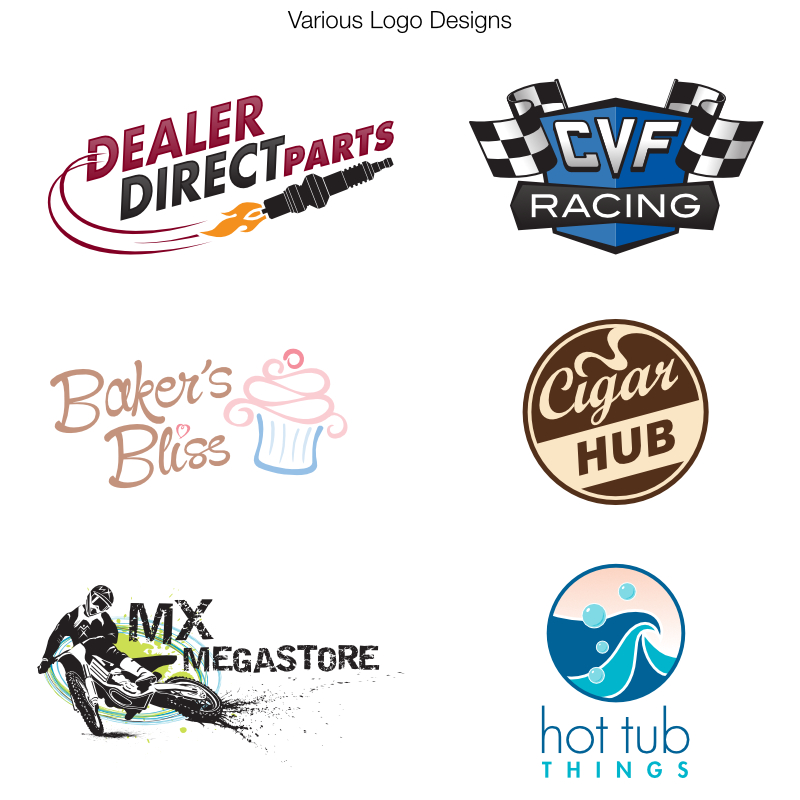 Various Logo Designs
DEALER
DIRECT PARTS
CVF
RACING
Baker's
Bliss
Cigar
HUB
MX
MEGASTORE
hot tub
THINGS